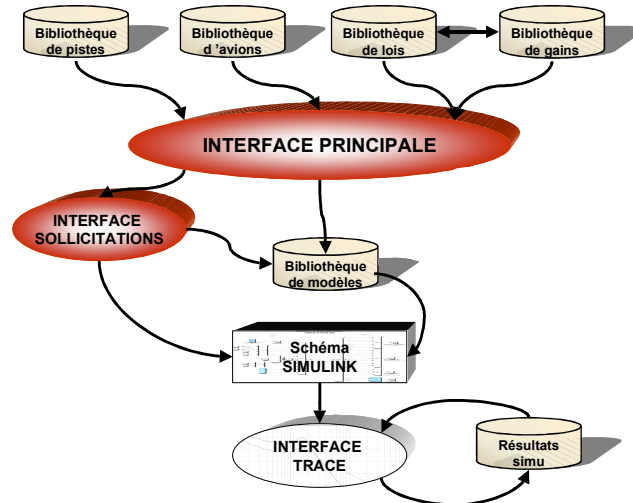 Bibliothèque
de pistes
Bibliothèque
d 'avions
Bibliothèque
de lois
Bibliothèque
de gains
INTERFACE PRINCIPALE
INTERFACE
SOLLICITATIONS
Bibliothèque
de modèles
Schéma
SIMULINK
INTERFACE
TRACE
Résultats
simu